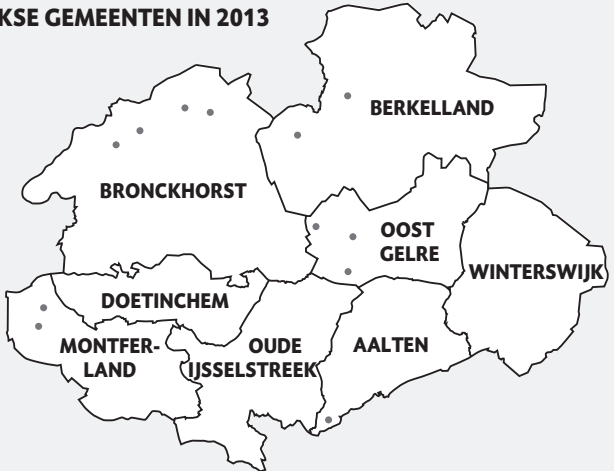 KSE GEMEENTEN IN 2013
BERKELLAND
BRONCKHORST
OOST
GELRE
WINTERSWIJK
DOETINCHEM
MONTFER-
LAND
OUDE
IJSSELSTREEK
AALTEN